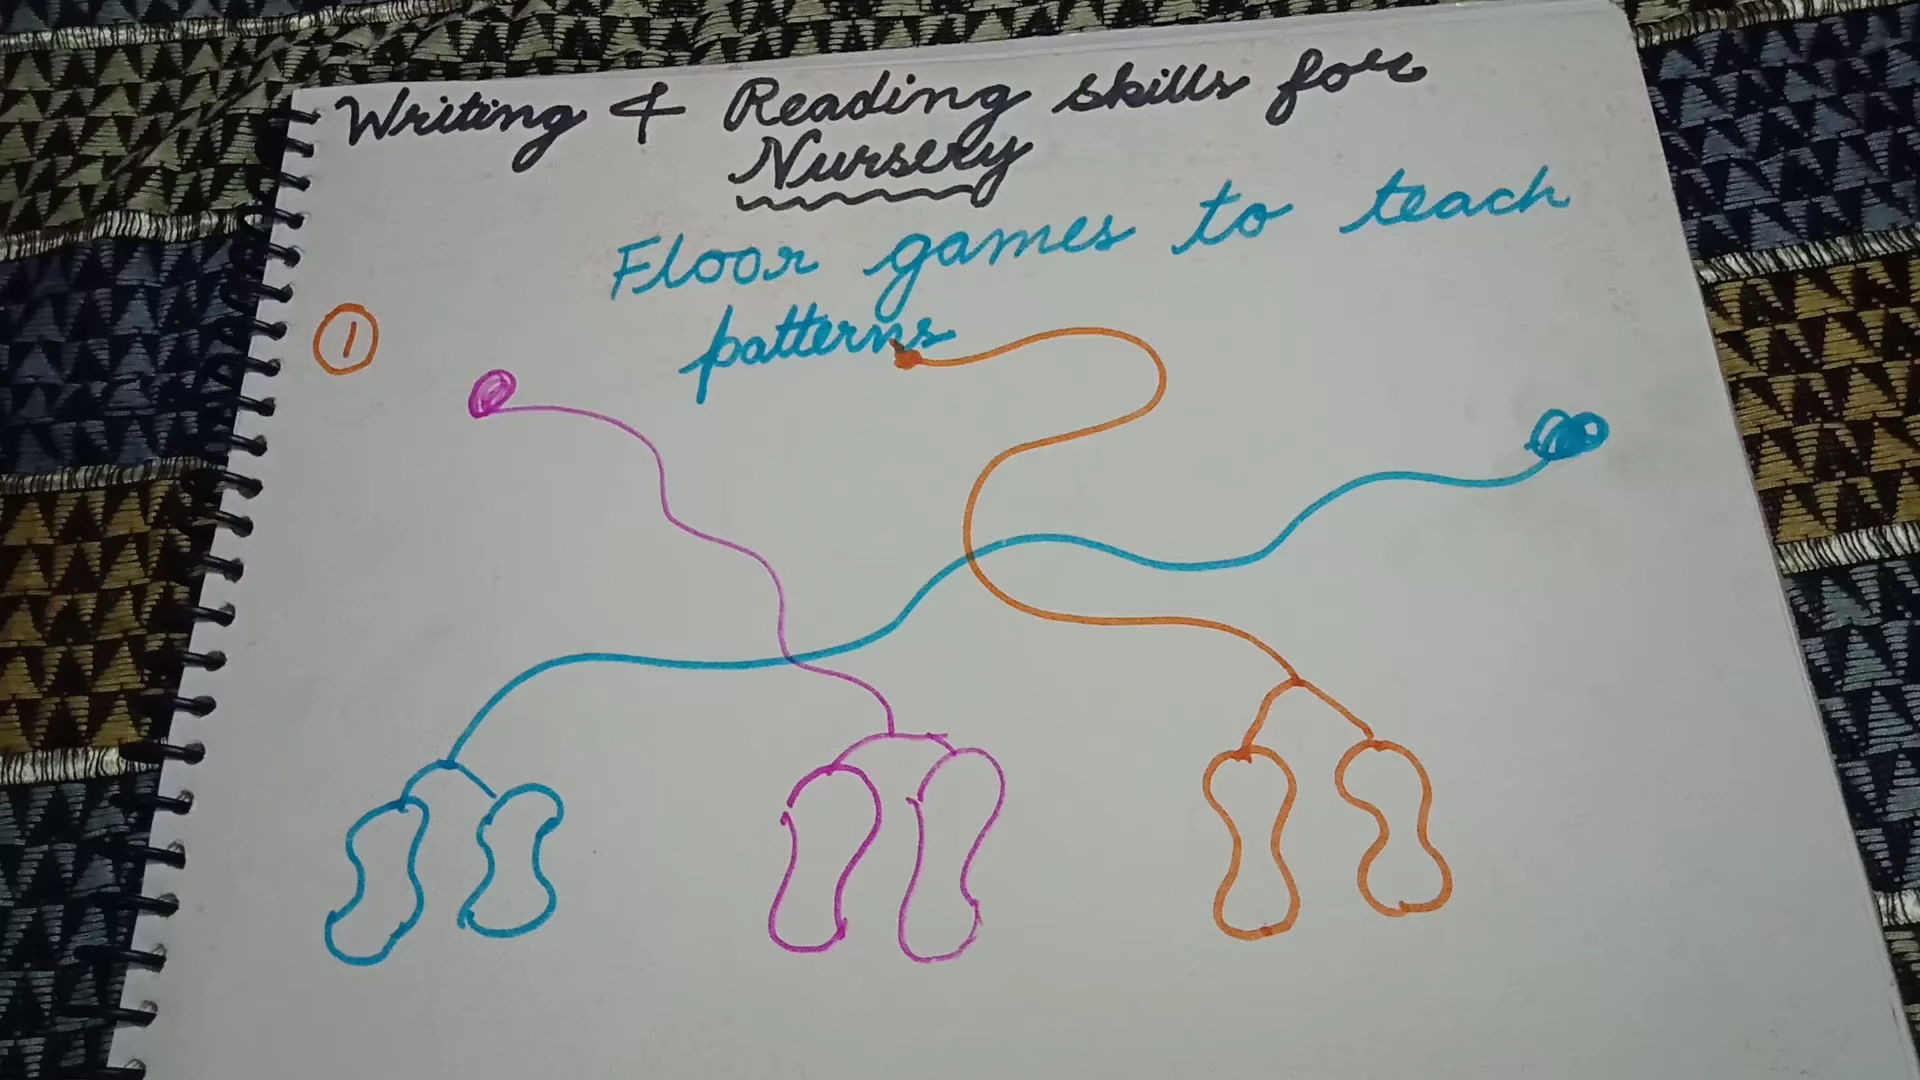 Writing & Reading skills for
Nursery
Floor games to teach
patterns
1